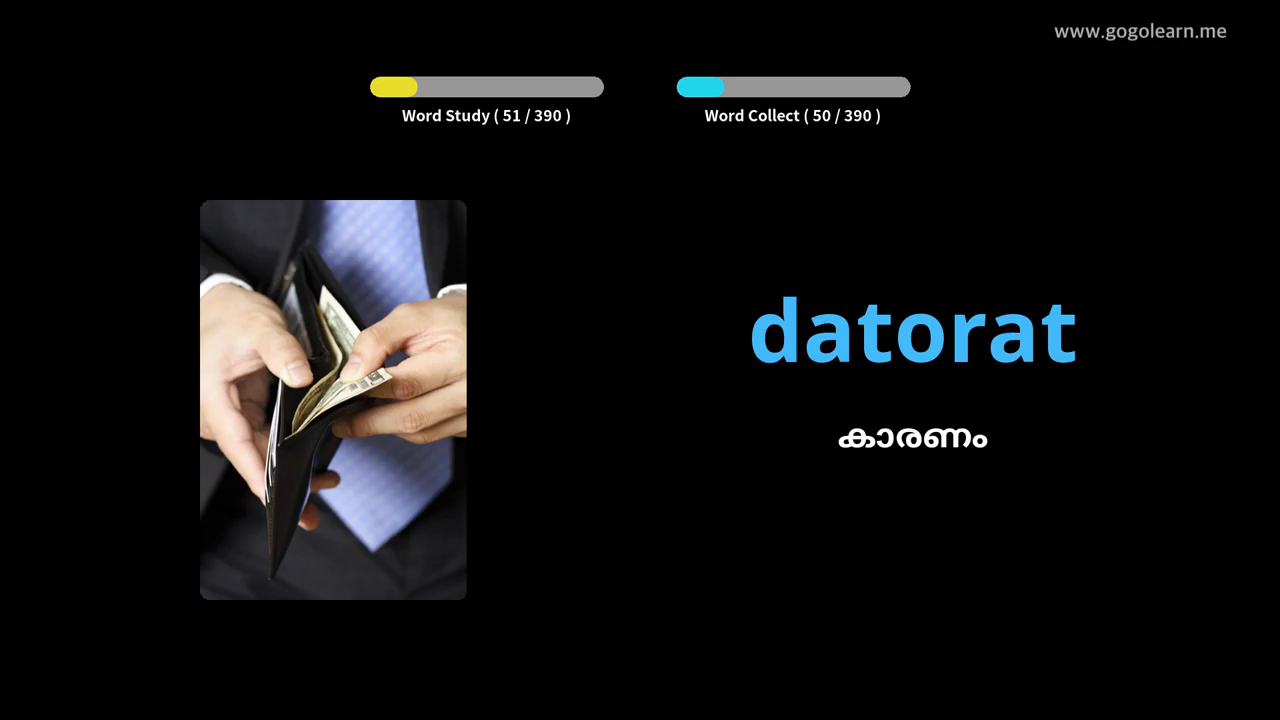 www.gogolearn.me
Word Study ( 51 / 390 )
Word Collect ( 50 / 390 )
datorat
കാരണം